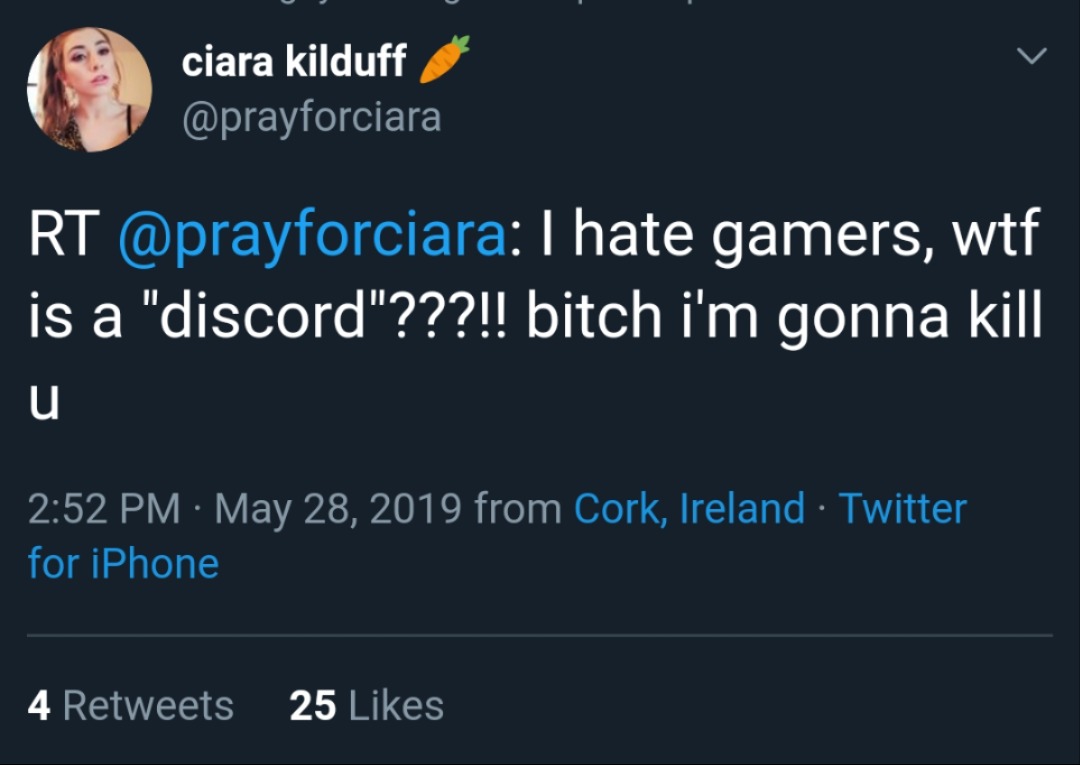 ciara kilduff 🥕
@prayforciara
RT @prayforciara: I hate gamers, wtf
is a "discord"???!! bitch i'm gonna kill
u
2:52 PM · May 28, 2019 from Cork, Ireland · Twitter
for iPhone
4 Retweets 25 Likes